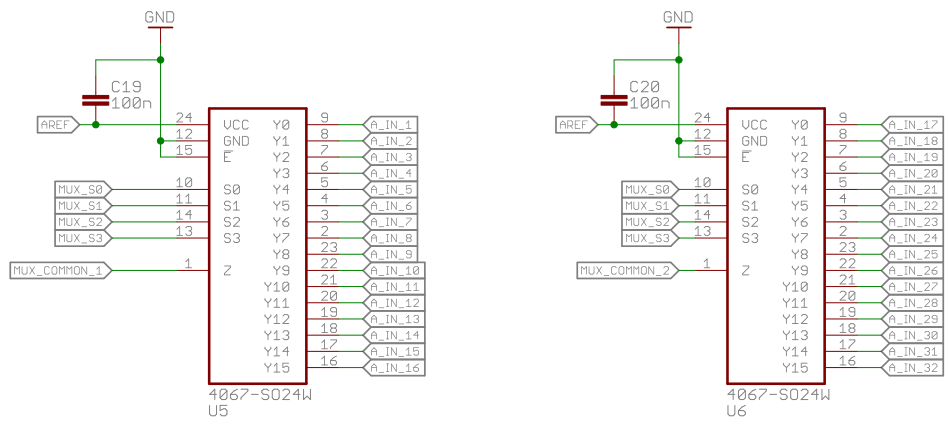 GND
C19
100n
AREF
24 VCC Y0 9 A_IN_1
12 GND Y1 8 A_IN_2
15 E Y2 7 A_IN_3
Y3 6 A_IN_4
MUX_S0 10 S0 Y4 5 A_IN_5
MUX_S1 11 S1 Y5 4 A_IN_6
MUX_S2 14 S2 Y6 3 A_IN_7
MUX_S3 13 S3 Y7 2 A_IN_8
Y8 23 A_IN_9
MUX_COMMON_1 1 Z Y9 22 A_IN_10
Y10 21 A_IN_11
Y11 20 A_IN_12
Y12 19 A_IN_13
Y13 18 A_IN_14
Y14 17 A_IN_15
Y15 16 A_IN_16
4067-SO24W
U5
GND
C20
100n
AREF
24 VCC Y0 9 A_IN_17
12 GND Y1 8 A_IN_18
15 E Y2 7 A_IN_19
Y3 6 A_IN_20
MUX_S0 10 S0 Y4 5 A_IN_21
MUX_S1 11 S1 Y5 4 A_IN_22
MUX_S2 14 S2 Y6 3 A_IN_23
MUX_S3 13 S3 Y7 2 A_IN_24
Y8 23 A_IN_25
MUX_COMMON_2 1 Z Y9 22 A_IN_26
Y10 21 A_IN_27
Y11 20 A_IN_28
Y12 19 A_IN_29
Y13 18 A_IN_30
Y14 17 A_IN_31
Y15 16 A_IN_32
4067-SO24W
U6